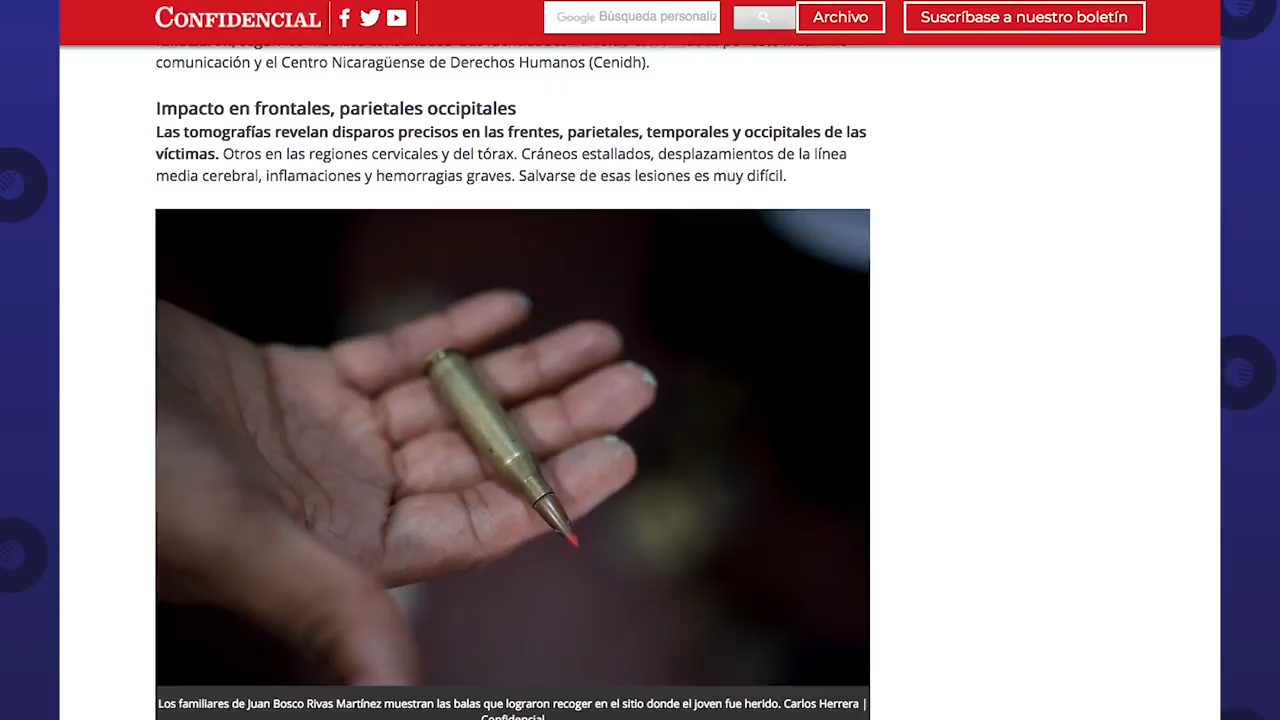 CONFIDENCIAL
Google Búsqueda personaliz
Archivo
Suscríbase a nuestro boletín
comunicación y el Centro Nicaragüense de Derechos Humanos (Cenidh).
Impacto en frontales, parietales occipitales
Las tomografías revelan disparos precisos en las frentes, parietales, temporales y occipitales de las
víctimas. Otros en las regiones cervicales y del tórax. Cráneos estallados, desplazamientos de la línea
media cerebral, inflamaciones y hemorragias graves. Salvarse de esas lesiones es muy difícil.
Los familiares de Juan Bosco Rivas Martínez muestran las balas que lograron recoger en el sitio donde el joven fue herido. Carlos Herrera |
Confidencial